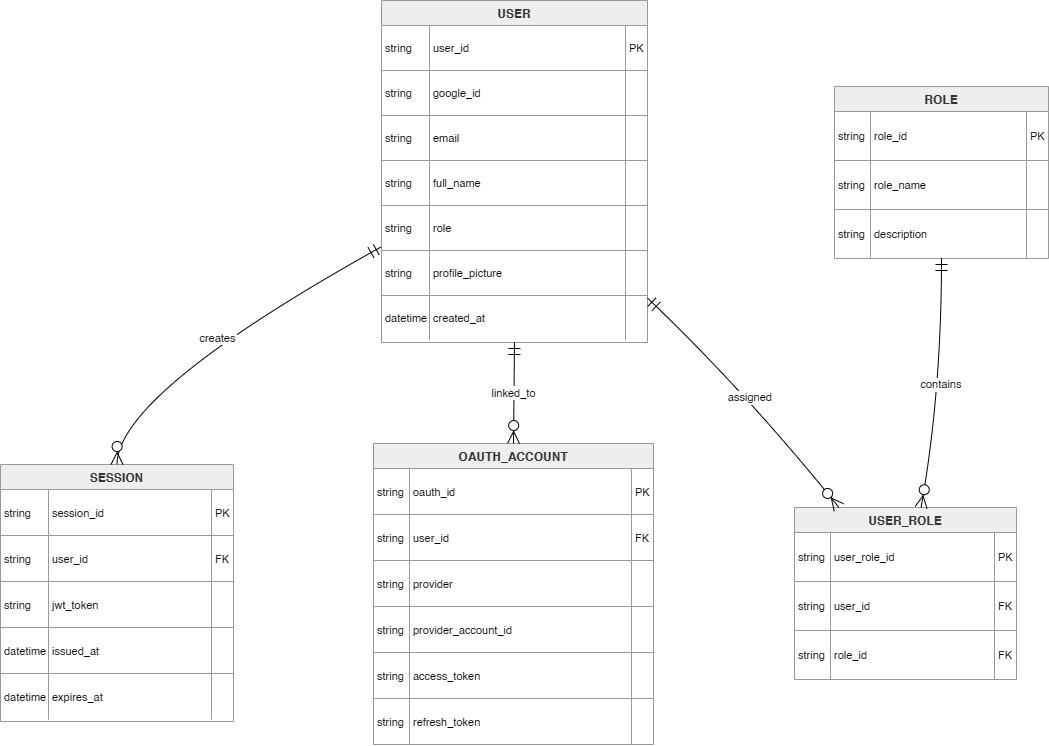 USER
string user_id PK
string google_id
string email
string full_name
string role
string profile_picture
datetime created_at
ROLE
string role_id PK
string role_name
string description
creates
linked_to
assigned
contains
SESSION
string session_id PK
string user_id FK
string jwt_token
datetime issued_at
datetime expires_at
OAUTH_ACCOUNT
string oauth_id PK
string user_id FK
string provider
string provider_account_id
string access_token
string refresh_token
USER_ROLE
string user_role_id PK
string user_id FK
string role_id FK